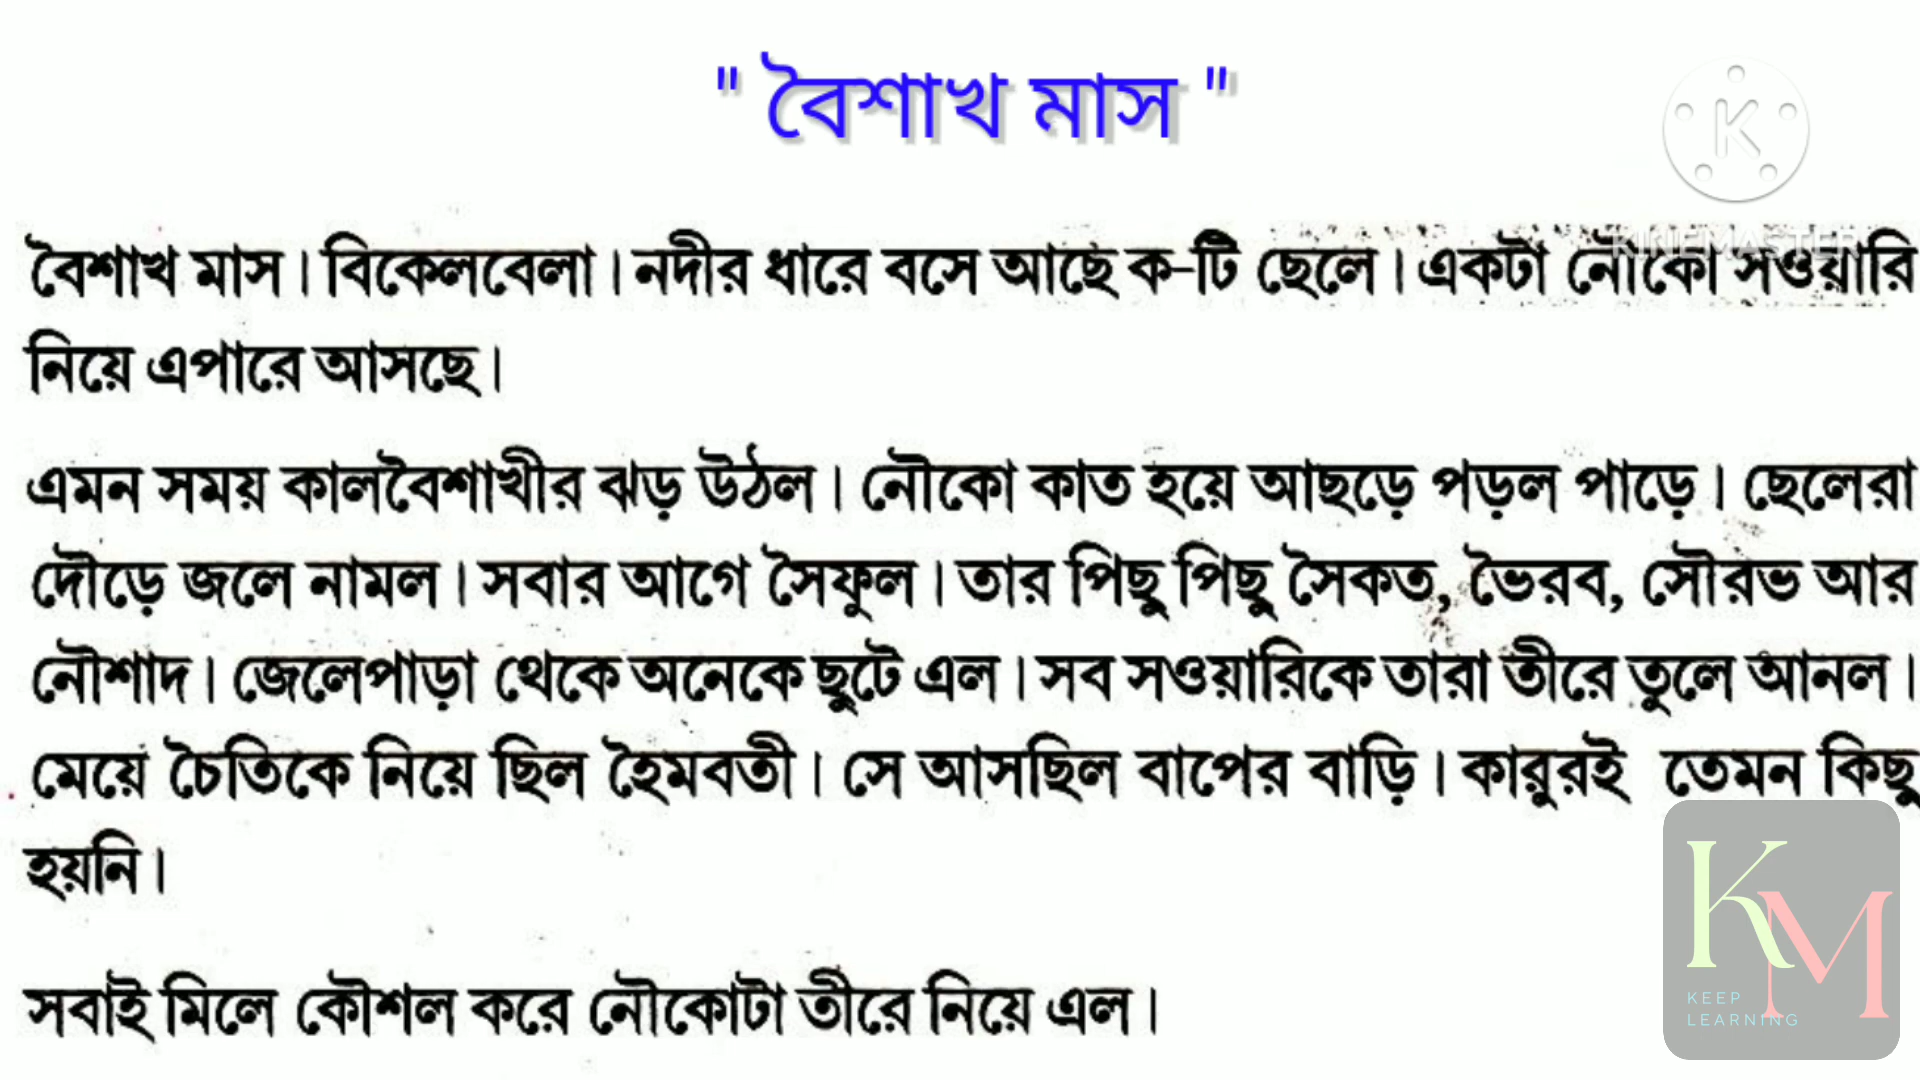 " বৈশাখ মাস "
KINEMASTER
বৈশাখ মাস। বিকেলবেলা। নদীর ধারে বসে আছে ক-টি ছেলে। একটা নৌকো সওয়ারি
নিয়ে এপারে আসছে।
এমন সময় কালবৈশাখীর ঝড় উঠল। নৌকো কাত হয়ে আছড়ে পড়ল পাড়ে। ছেলেরা
দৌড়ে জলে নামল। সবার আগে সৈফুল। তার পিছু পিছু সৈকত, ভৈরব, সৌরভ আর
নৌশাদ। জেলেপাড়া থেকে অনেকে ছুটে এল। সব সওয়ারিকে তারা তীরে তুলে আনল।
মেয়ে চৈতিকে নিয়ে ছিল হৈমবতী। সে আসছিল বাপের বাড়ি। কারুরই তেমন কিছু
হয়নি।
সবাই মিলে কৌশল করে নৌকোটা তীরে নিয়ে এল।
KM
KEEP
LEARNING